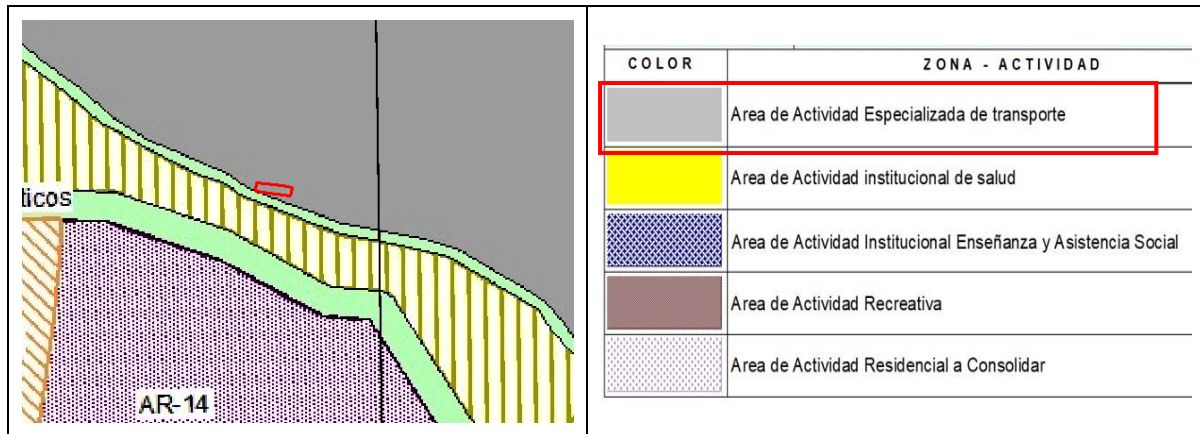 ticos
AR-14
COLOR ZONA - ACTIVIDAD
Area de Actividad Especializada de transporte
Area de Actividad institucional de salud
Area de Actividad Institucional Enseñanza y Asistencia Social
Area de Actividad Recreativa
Area de Actividad Residencial a Consolidar